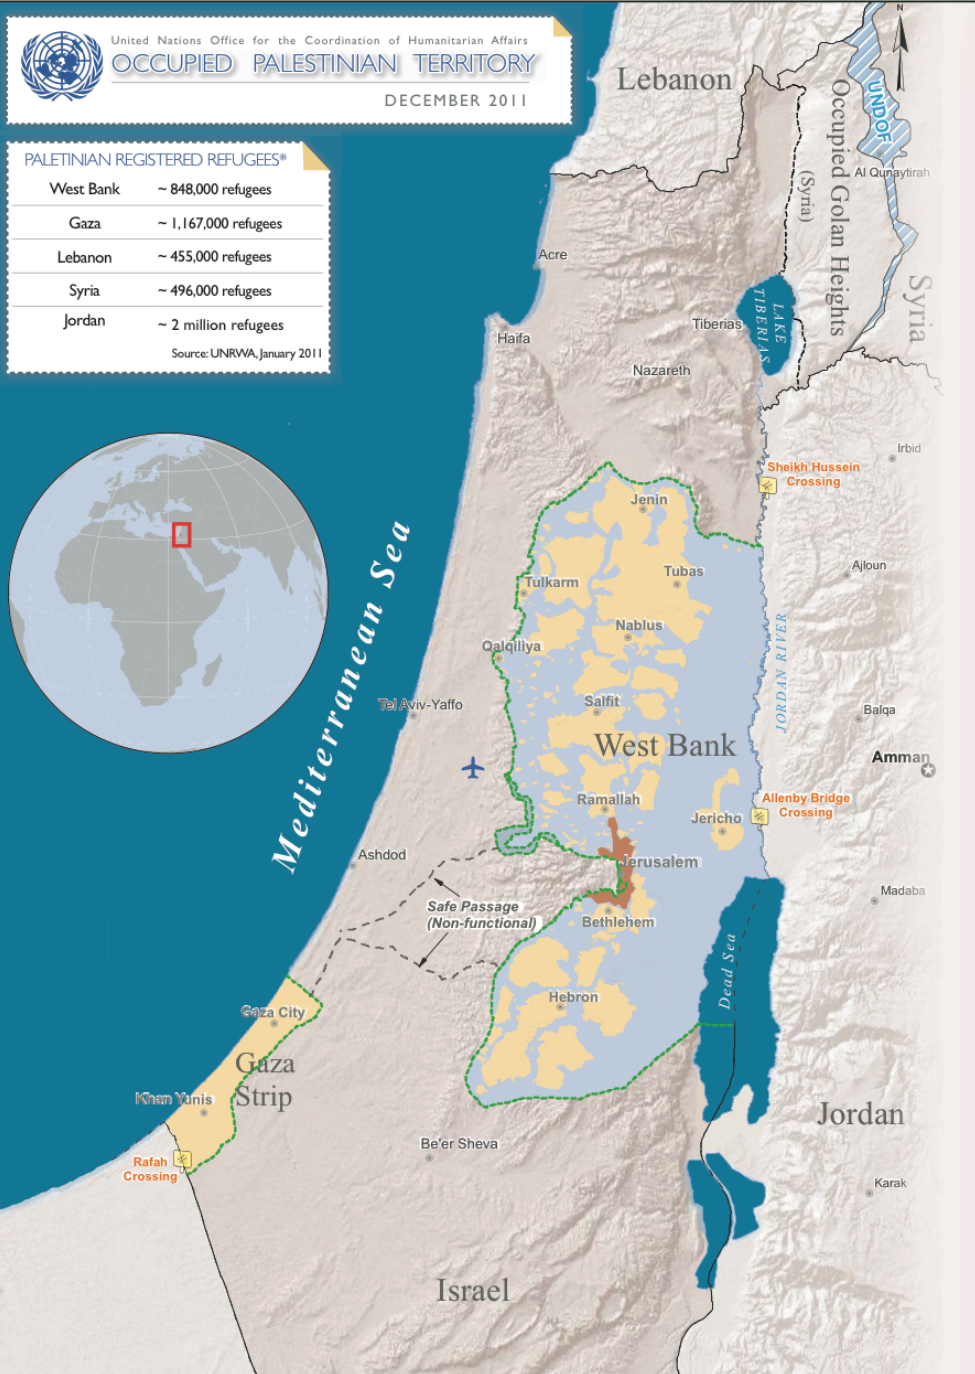 United Nations Office for the Coordination of Humanitarian Affairs
OCCUPIED PALESTINIAN TERRITORY
DECEMBER 2011
PALETINIAN REGISTERED REFUGEES*
West Bank ~ 848,000 refugees
Gaza ~ 1,167,000 refugees
Lebanon ~ 455,000 refugees
Syria ~ 496,000 refugees
Jordan ~ 2 million refugees
Source: UNRWA, January 2011
N
Lebanon
UNDOF
Occupied Golan Heights
(Syria)
Al Qunaytirah
Syria
Acre
LAKE
TIBERIAS
Tiberias
Haifa
Nazareth
Irbid
Sheikh Hussein
Crossing
Jenin
Mediterranean Sea
Ajloun
Tubas
Tulkarm
Nablus
Qalqiliya
JORDAN RIVER
Salfit
Tel Aviv-Yaffo
Balqa
West Bank
Amman
Ramallah
Allenby Bridge
Crossing
Jericho
Ashdod
Jerusalem
Madaba
Safe Passage
(Non-functional)
Bethlehem
Dead Sea
Hebron
Gaza City
Gaza
Strip
Khan Yunis
Jordan
Be'er Sheva
Rafah
Crossing
Karak
Israel